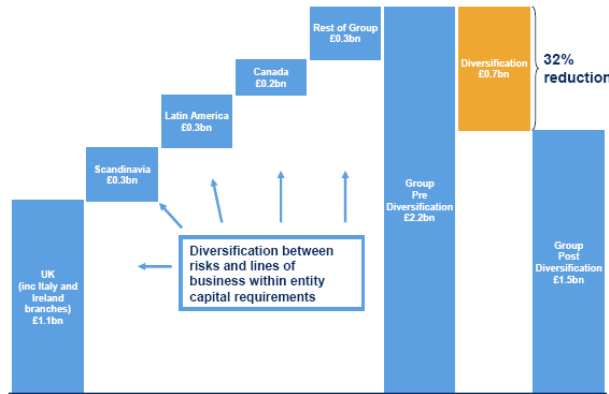 Rest of Group
£0.3bn
Canada
£0.2bn
Latin America
£0.3bn
Scandinavia
£0.3bn
UK
(inc Italy and
Ireland
branches)
£1.1bn
Diversification between
risks and lines of
business within entity
capital requirements
Group
Pre
Diversification
£2.2bn
Diversification
£0.7bn
32%
reduction
Group
Post
Diversification
£1.5bn